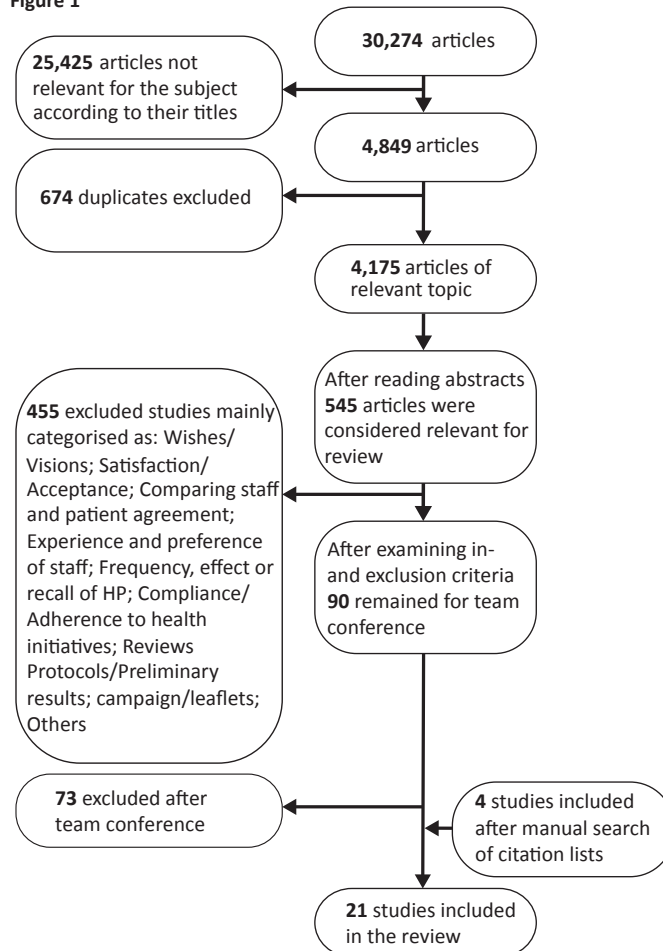 Figure 1
30,274 articles
25,425 articles not
relevant for the subject
according to their titles
4,849 articles
674 duplicates excluded
4,175 articles of
relevant topic
After reading abstracts
545 articles were
considered relevant for
review
455 excluded studies mainly
categorised as: Wishes/
Visions; Satisfaction/
Acceptance; Comparing staff
and patient agreement;
Experience and preference
of staff; Frequency, effect or
recall of HP; Compliance/
Adherence to health
initiatives; Reviews
Protocols/Preliminary
results; campaign/leaflets;
Others
After examining in-
and exclusion criteria
90 remained for team
conference
73 excluded after
team conference
4 studies included
after manual search
of citation lists
21 studies included
in the review